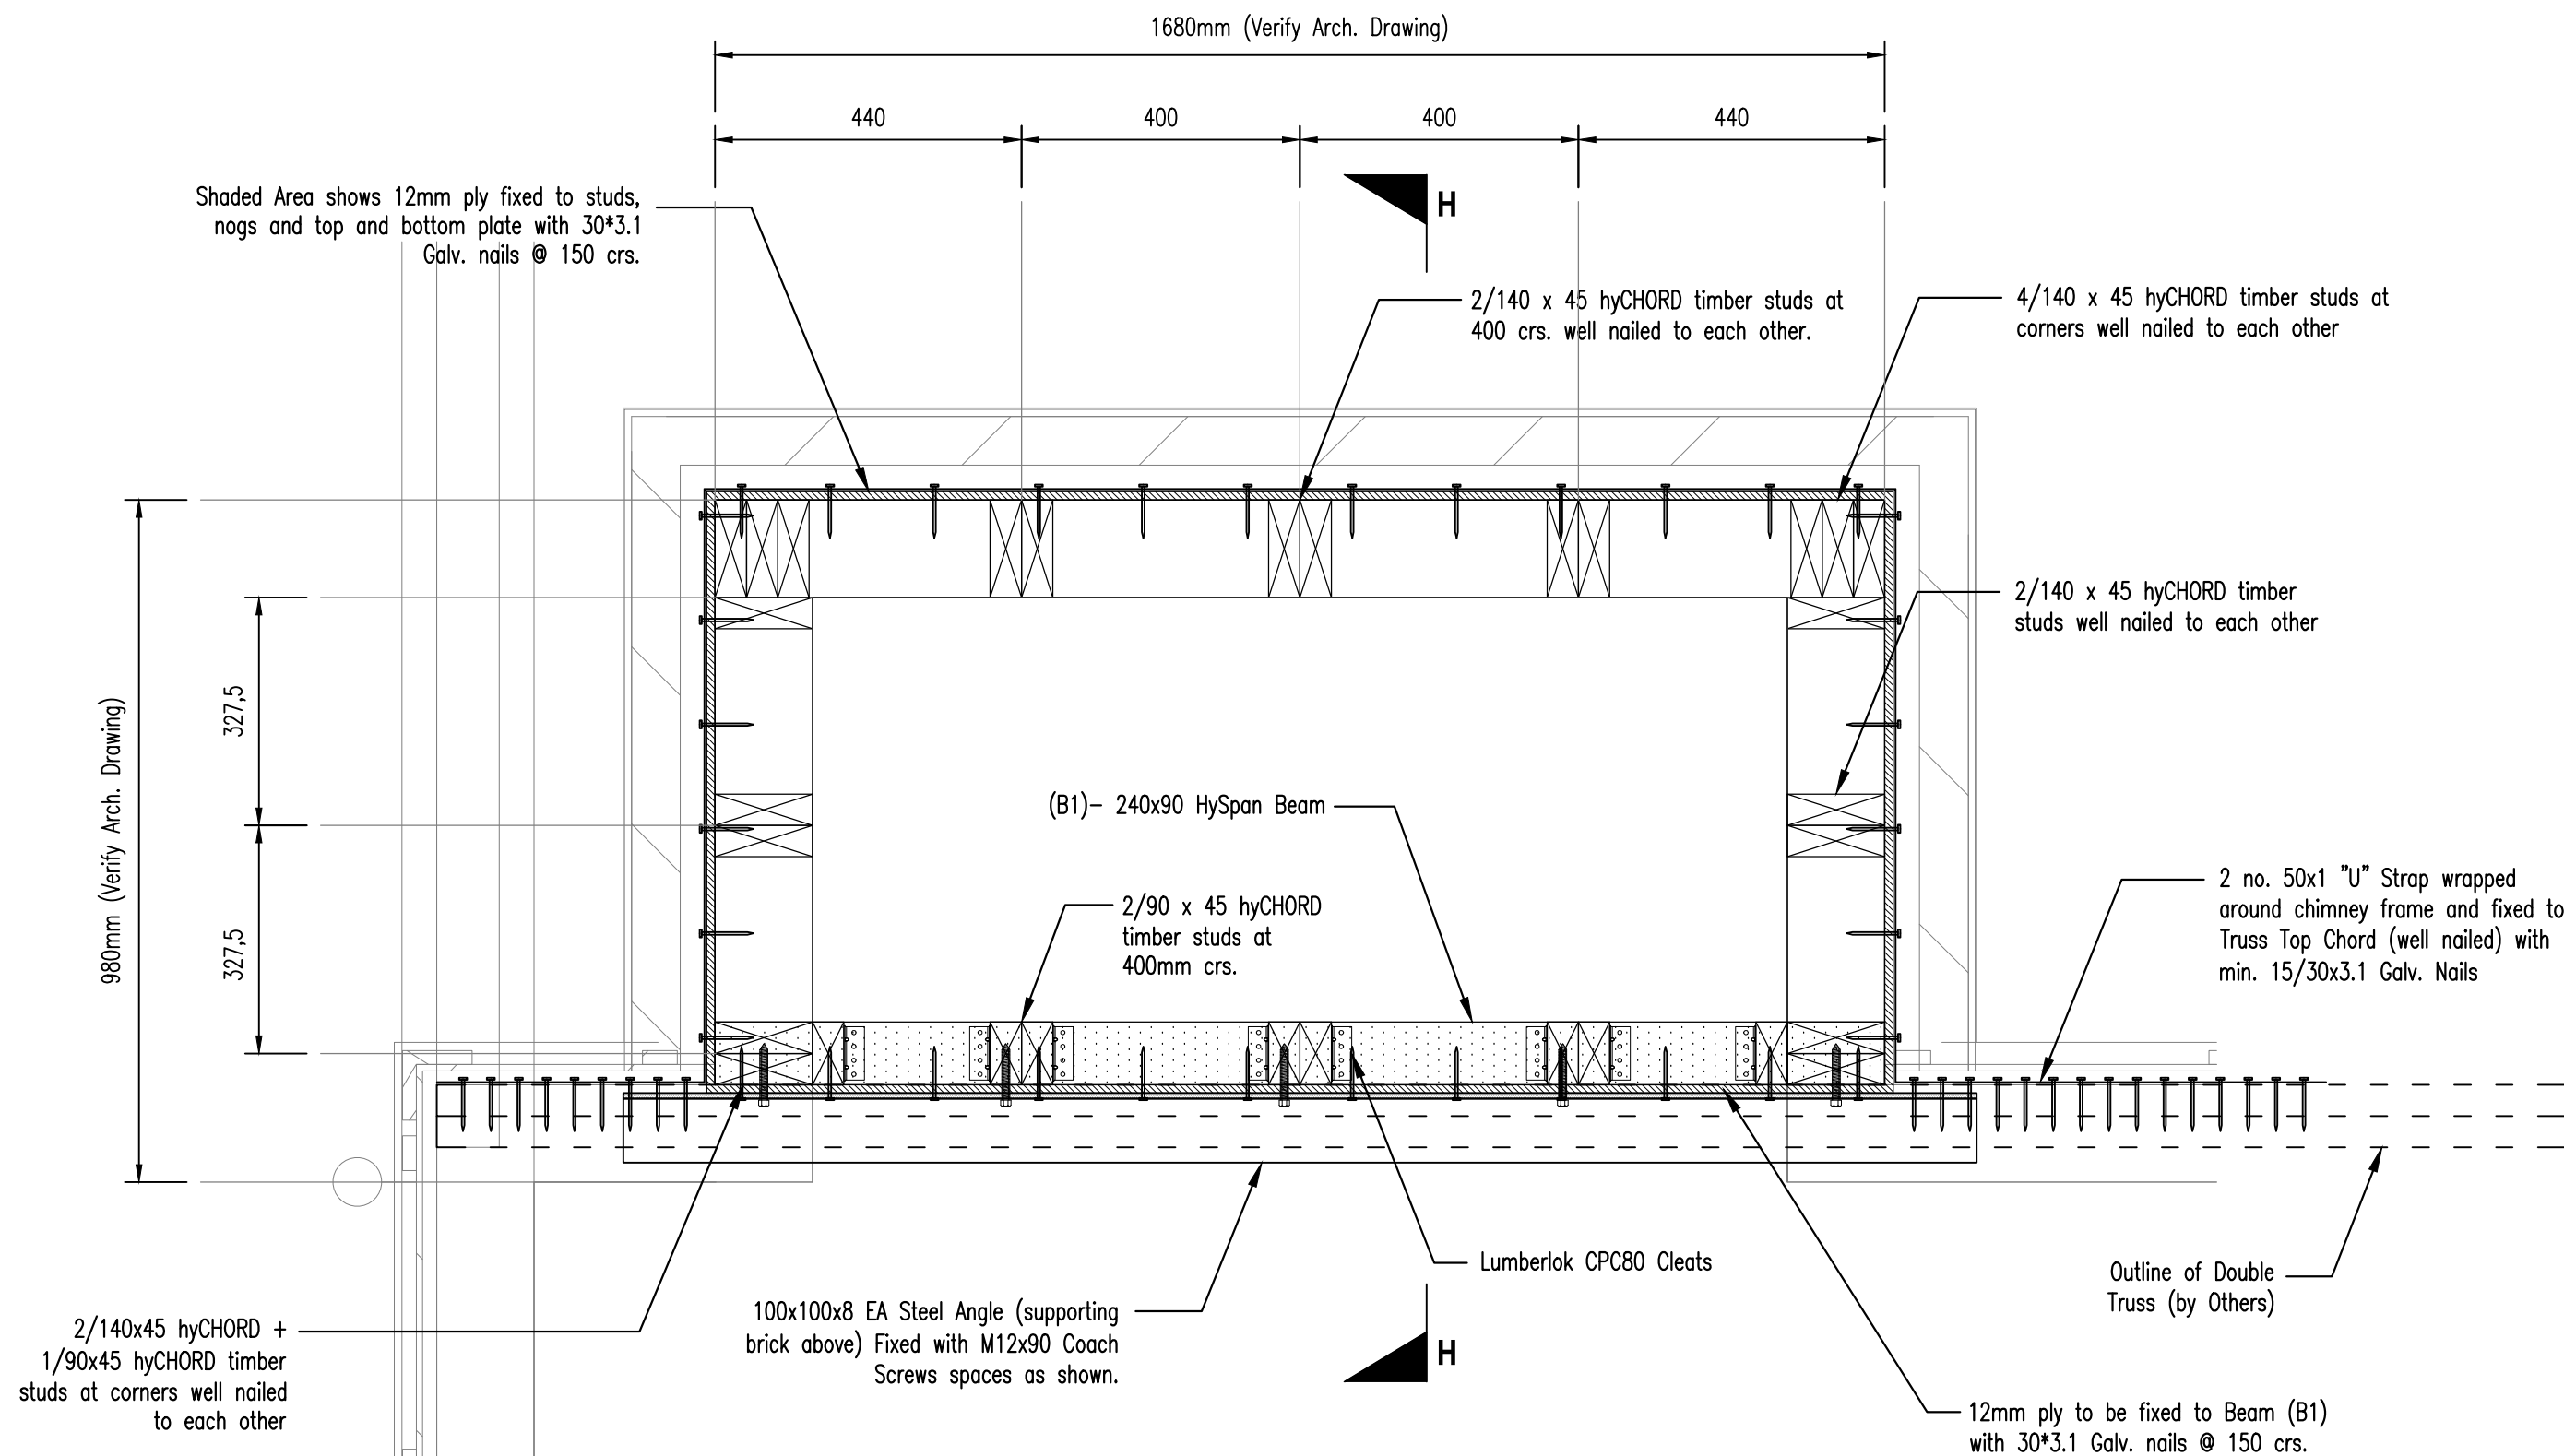 1680mm (Verify Arch. Drawing)
440
400
400
440
Shaded Area shows 12mm ply fixed to studs,
nogs and top and bottom plate with 30*3.1
Galv. nails @ 150 crs.
H
2/140 x 45 hyCHORD timber studs at
400 crs. well nailed to each other.
4/140 x 45 hyCHORD timber studs at
corners well nailed to each other
2/140 x 45 hyCHORD timber
studs well nailed to each other
980mm (Verify Arch. Drawing)
327,5
327,5
(B1)- 240x90 HySpan Beam
2/90 x 45 hyCHORD
timber studs at
400mm crs.
2 no. 50x1 "U" Strap wrapped
around chimney frame and fixed to
Truss Top Chord (well nailed) with
min. 15/30x3.1 Galv. Nails
Lumberlok CPC80 Cleats
Outline of Double
Truss (by Others)
100x100x8 EA Steel Angle (supporting
brick above) Fixed with M12x90 Coach
Screws spaces as shown.
H
2/140x45 hyCHORD +
1/90x45 hyCHORD timber
studs at corners well nailed
to each other
12mm ply to be fixed to Beam (B1)
with 30*3.1 Galv. nails @ 150 crs.